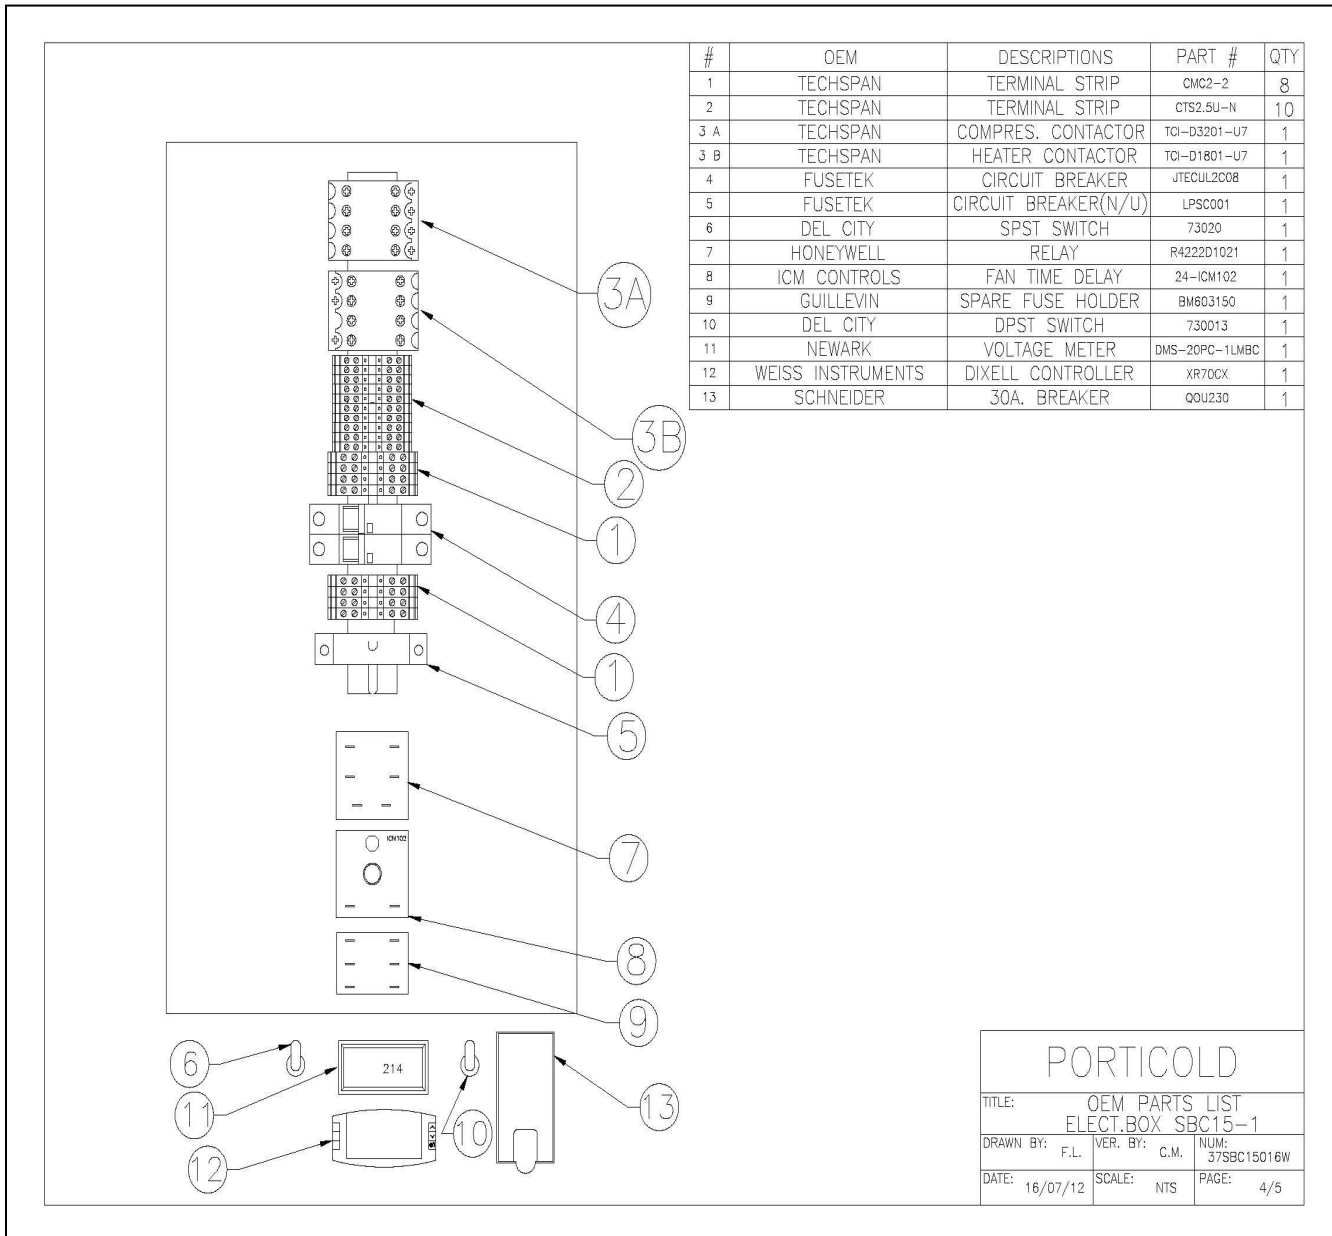 # OEM DESCRIPTIONS PART # QTY
1 TECHSPAN TERMINAL STRIP CMC2-2 8
2 TECHSPAN TERMINAL STRIP CTS2.5U-N 10
3 A TECHSPAN COMPRES. CONTACTOR TCI-D3201-U7 1
3 B TECHSPAN HEATER CONTACTOR TCI-D1801-U7 1
4 FUSETEK CIRCUIT BREAKER JTECUL2C08 1
5 FUSETEK CIRCUIT BREAKER(N/U) LPSC001 1
6 DEL CITY SPST SWITCH 73020 1
7 HONEYWELL RELAY R4222D1021 1
8 ICM CONTROLS FAN TIME DELAY 24-ICM102 1
9 GUILLEVIN SPARE FUSE HOLDER BM603150 1
10 DEL CITY DPST SWITCH 730013 1
11 NEWARK VOLTAGE METER DMS-20PC-1LMBC 1
12 WEISS INSTRUMENTS DIXELL CONTROLLER XR70CX 1
13 SCHNEIDER 30A. BREAKER QOU230 1
3A
3B
2
1
4
1
5
7
ICM102
8
9
6
214
11
10
13
12
PORTICOLD
TITLE: OEM PARTS LIST
ELECT.BOX SBC15-1
DRAWN BY: F.L. VER. BY: C.M. NUM: 37SBC15016W
DATE: 16/07/12 SCALE: NTS PAGE: 4/5